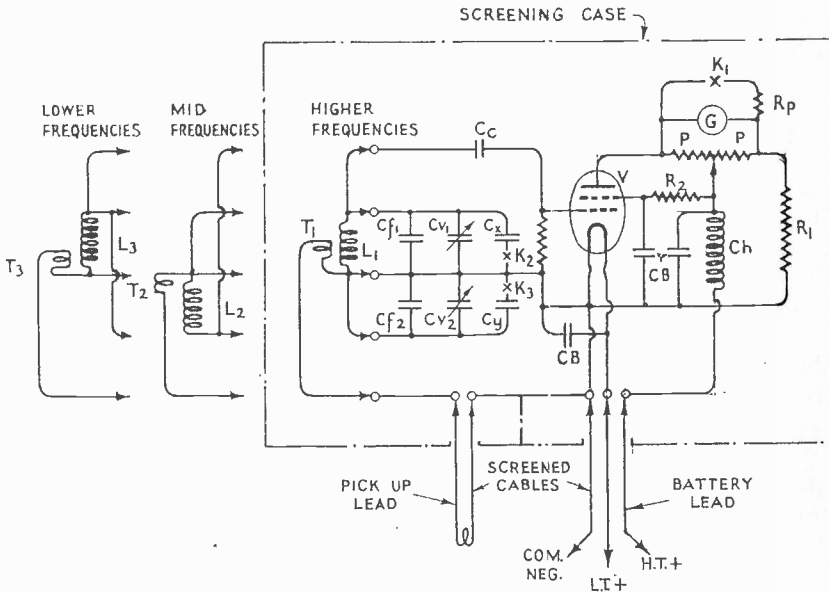 SCREENING CASE
LOWER
FREQUENCIES
MID
FREQUENCIES
HIGHER
FREQUENCIES
K1
G
Rp
P P
Cc
V
R2
R1
T3
L3
T2
L2
T1
L1
Cf1
Cv1
Cx
K2
K3
Cf2
Cv2
Cy
CB
Y
CB
Ch
PICK UP
LEAD
SCREENED
CABLES
BATTERY
LEAD
COM.
NEG.
L.T+
H.T.+